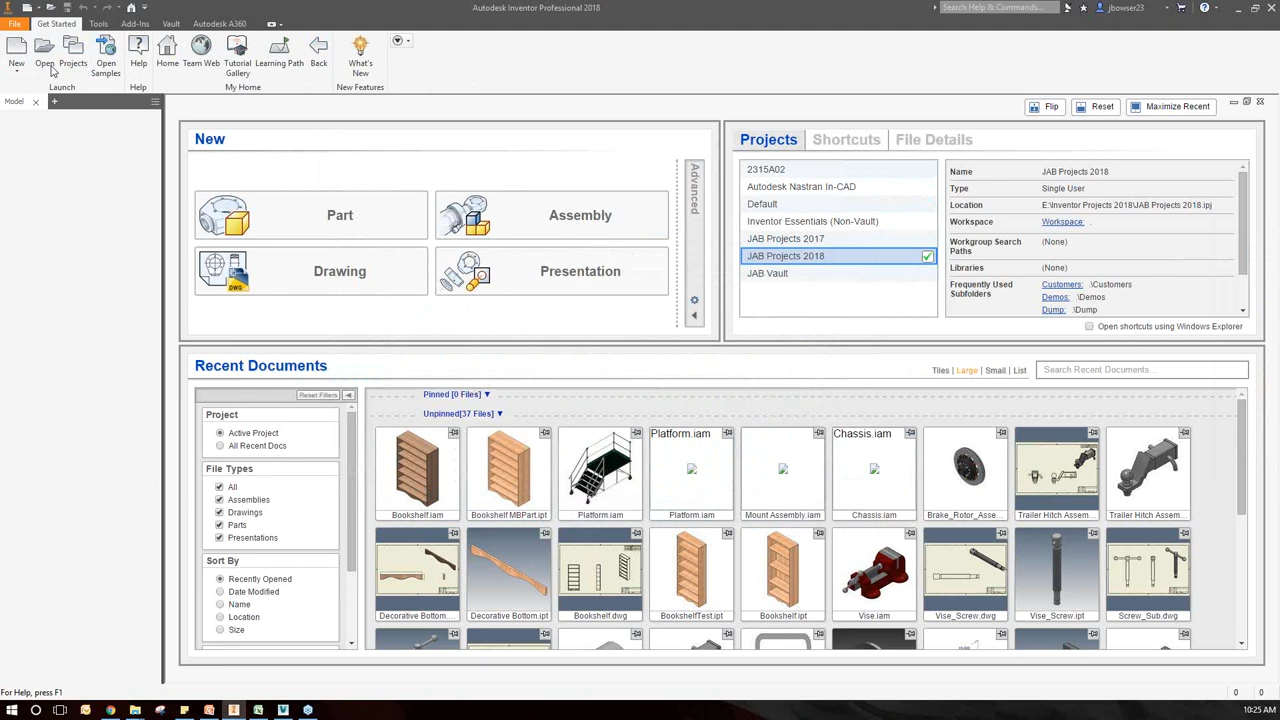 Autodesk Inventor Professional 2018
Search Help & Commands...
jbowser23
File Get Started Tools Add-Ins Vault Autodesk A360
New Open Projects Open Samples Help Home Team Web Tutorial Gallery Learning Path Back What's New
Launch Help My Home New Features
Model
Flip Reset Maximize Recent
New
Part
Assembly
Drawing
DWG
Presentation
Advanced
Projects Shortcuts File Details
2315A02
Autodesk Nastran In-CAD
Default
Inventor Essentials (Non-Vault)
JAB Projects 2017
JAB Projects 2018
JAB Vault
Name JAB Projects 2018
Type Single User
Location E:\Inventor Projects 2018\JAB Projects 2018.ipj
Workspace Workspace: .
Workgroup Search Paths (None)
Libraries (None)
Frequently Used Subfolders Customers: .\Customers
Demos: .\Demos
Dump: .\Dump
Open shortcuts using Windows Explorer
Recent Documents
Tiles | Large | Small | List
Search Recent Documents...
Reset Filters
Project
Active Project
All Recent Docs
File Types
All
Assemblies
Drawings
Parts
Presentations
Sort By
Recently Opened
Date Modified
Name
Location
Size
Pinned [0 Files]
Unpinned[37 Files]
Platform.iam Chassis.iam
Bookshelf.iam Bookshelf MBPart.ipt Platform.iam Platform.iam Mount Assembly.iam Chassis.iam Brake_Rotor_Asse... Trailer Hitch Assem... Trailer Hitch Assem...
Decorative Bottom.... Decorative Bottom.ipt Bookshelf.dwg BookshelfTest.ipt Bookshelf.ipt Vise.iam Vise_Screw.dwg Vise_Screw.ipt Screw_Sub.dwg
For Help, press F1
0 0
10:25 AM